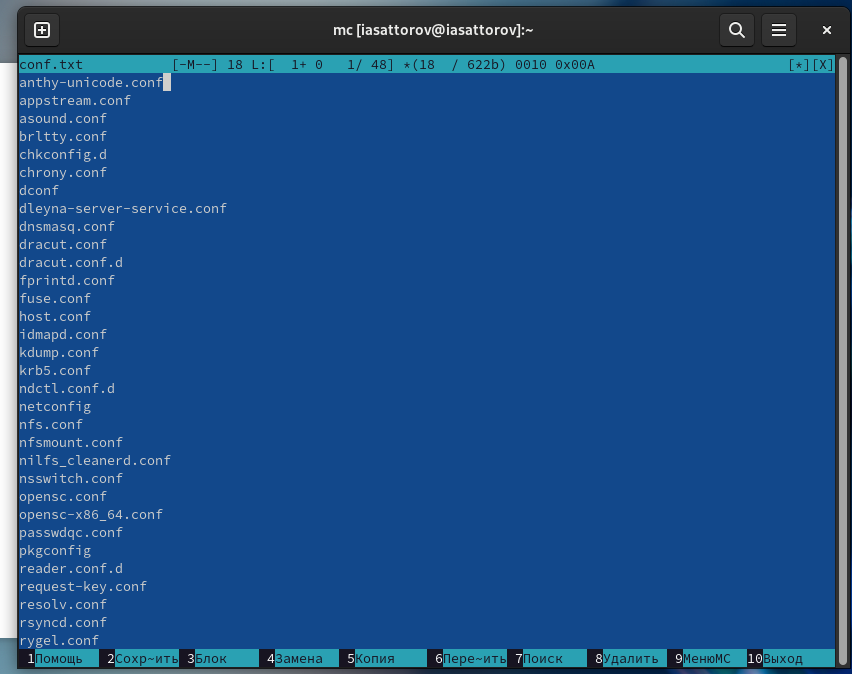 mc [iasattorov@iasattorov]:~
conf.txt [-M--] 18 L:[ 1+ 0 1/ 48] *(18 / 622b) 0010 0x00A [*][X]
anthy-unicode.conf
appstream.conf
asound.conf
brltty.conf
chkconfig.d
chrony.conf
dconf
dleyna-server-service.conf
dnsmasq.conf
dracut.conf
dracut.conf.d
fprintd.conf
fuse.conf
host.conf
idmapd.conf
kdump.conf
krb5.conf
ndctl.conf.d
netconfig
nfs.conf
nfsmount.conf
nilfs_cleanerd.conf
nsswitch.conf
opensc.conf
opensc-x86_64.conf
passwdqc.conf
pkgconfig
reader.conf.d
request-key.conf
resolv.conf
rsyncd.conf
rygel.conf
1Помощь 2Сохр~ить 3Блок 4Замена 5Копия 6Пере~ить 7Поиск 8Удалить 9МенюMC 10Выход